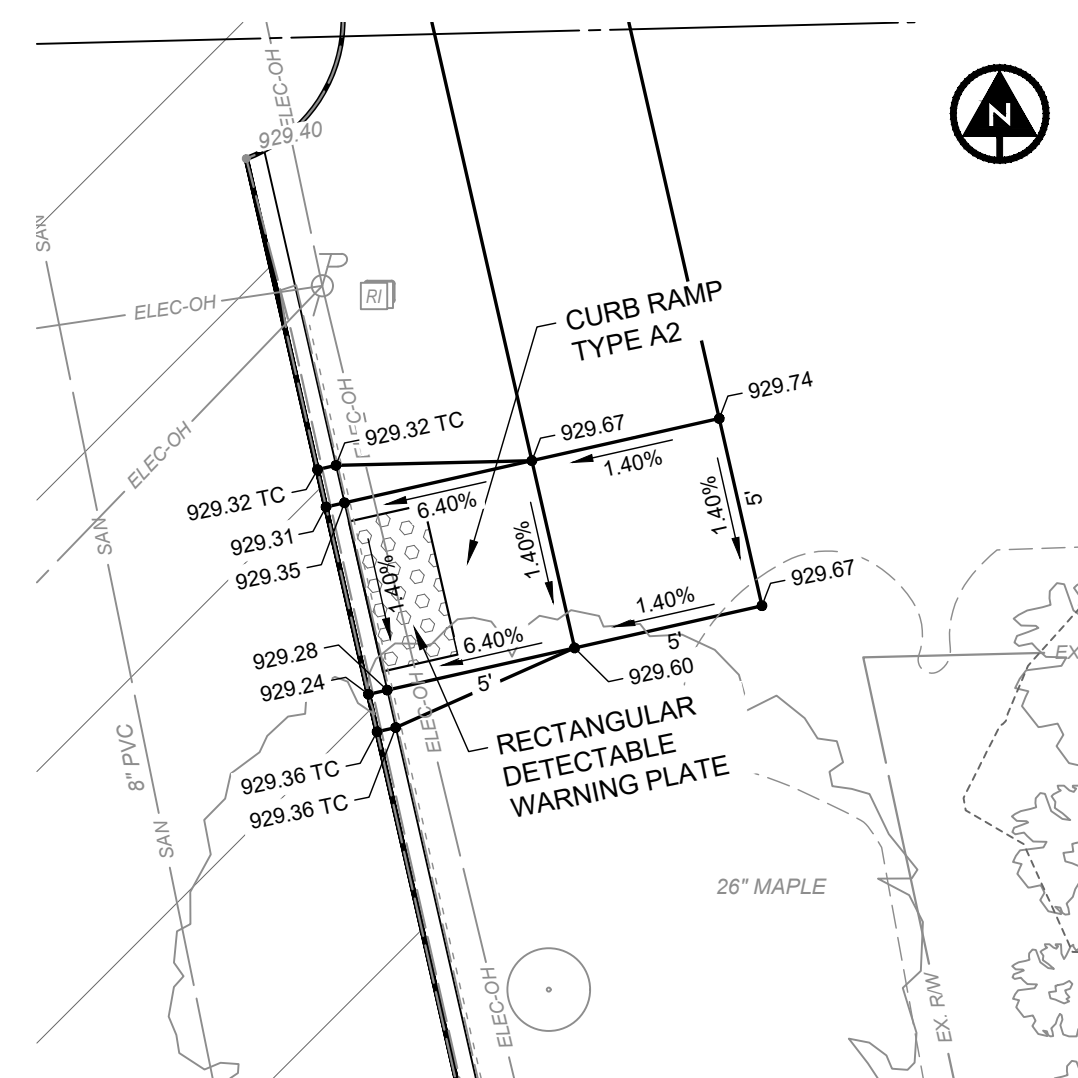 ELEC-OH
929.40
N
SAN
ELEC-OH
RI
CURB RAMP
TYPE A2
929.74
929.67
ELEC-OH
929.32 TC
1.40%
ELEC-OH
929.32 TC
6.40%
1.40%
5'
SAN
929.31
929.35
1.40%
1.40%
929.67
1.40%
929.28
6.40%
5'
929.24
5'
929.60
EX
ELEC-OH
RECTANGULAR
DETECTABLE
WARNING PLATE
8" PVC
929.36 TC
929.36 TC
SAN
26" MAPLE
ELEC-OH
EX. R/W